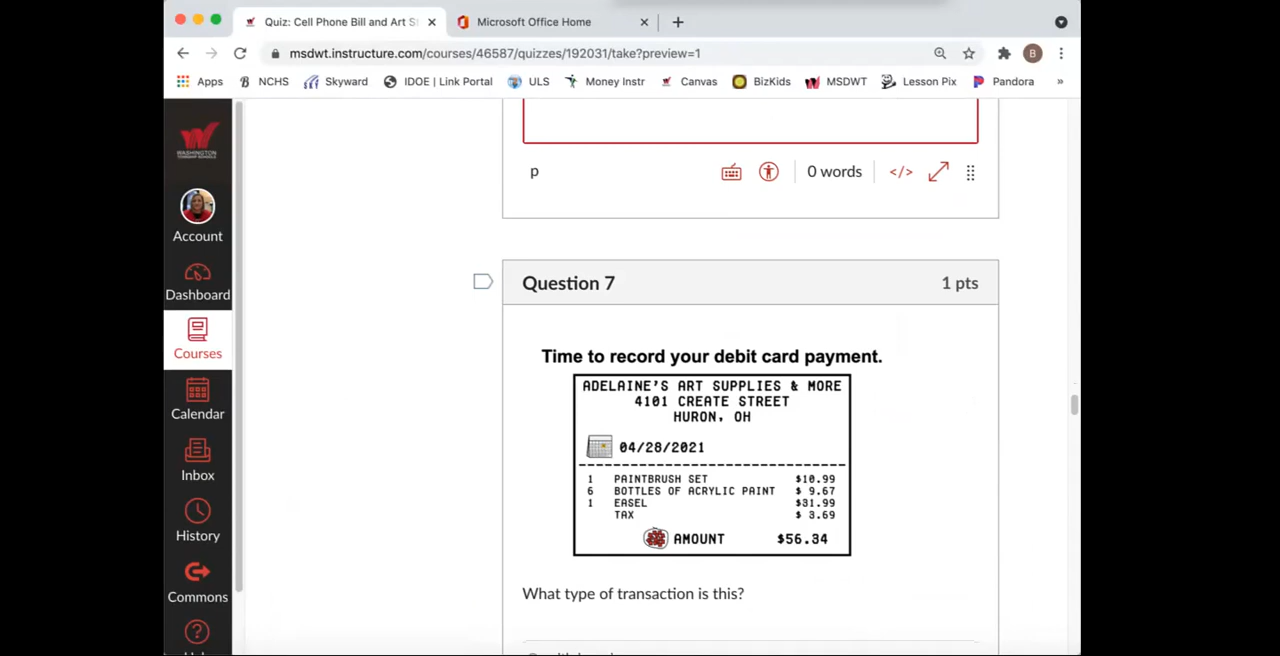 Quiz: Cell Phone Bill and Art S
Microsoft Office Home
msdwt.instructure.com/courses/46587/quizzes/192031/take?preview=1
B
Apps
NCHS
Skyward
IDOE | Link Portal
ULS
Money Instr
Canvas
BizKids
MSDWT
Lesson Pix
Pandora
»
WASHINGTON
TOWNSHIP SCHOOLS
Account
Dashboard
Courses
Calendar
Inbox
History
Commons
p
0 words
</>
Question 7
1 pts
Time to record your debit card payment.
ADELAINE'S ART SUPPLIES & MORE
4101 CREATE STREET
HURON, OH
04/28/2021
1 PAINTBRUSH SET $10.99
6 BOTTLES OF ACRYLIC PAINT $ 9.67
1 EASEL $31.99
TAX $ 3.69
AMOUNT $56.34
What type of transaction is this?